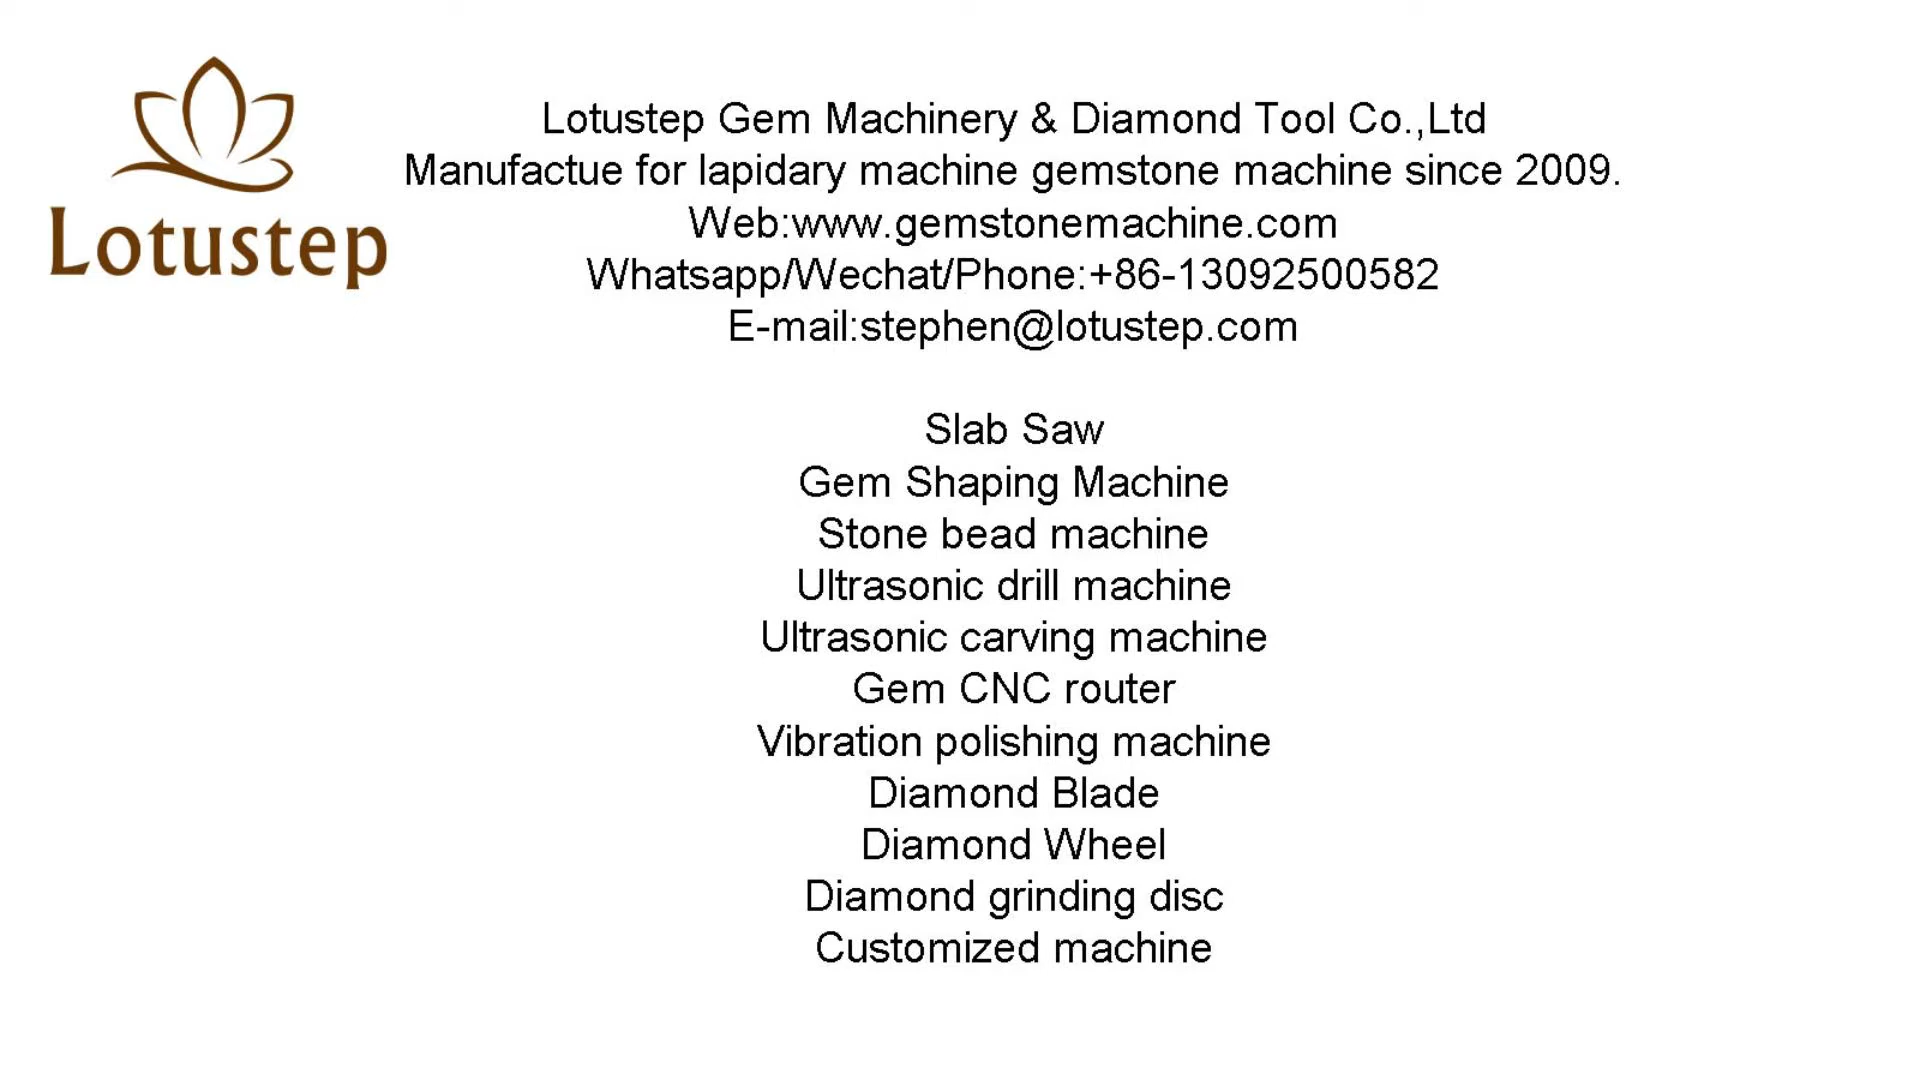 Lotustep
Lotustep Gem Machinery & Diamond Tool Co.,Ltd
Manufactue for lapidary machine gemstone machine since 2009.
Web:www.gemstonemachine.com
Whatsapp/Wechat/Phone:+86-13092500582
E-mail:stephen@lotustep.com
Slab Saw
Gem Shaping Machine
Stone bead machine
Ultrasonic drill machine
Ultrasonic carving machine
Gem CNC router
Vibration polishing machine
Diamond Blade
Diamond Wheel
Diamond grinding disc
Customized machine